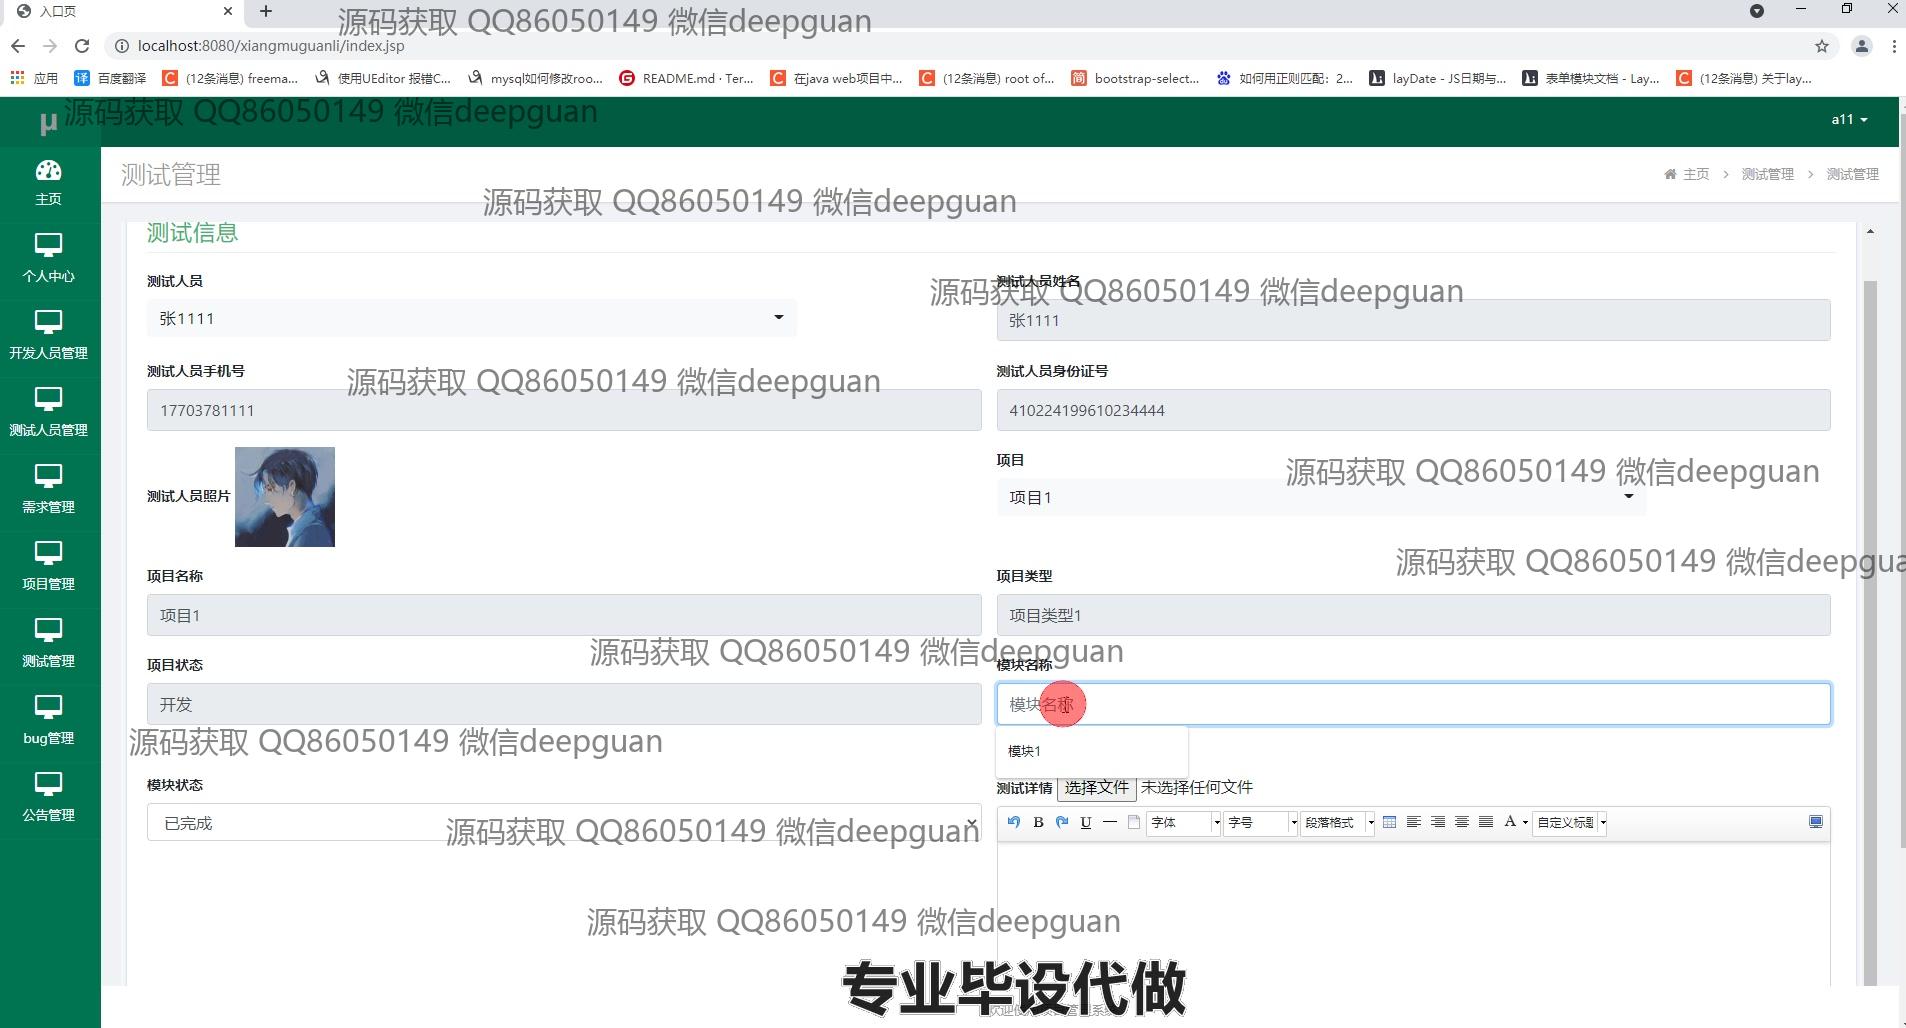 入口页
源码获取 QQ86050149 微信deepguan
localhost:8080/xiangmuguanli/index.jsp
应用
译 百度翻译
C (12条消息) freema...
使用UEditor 报错C...
mysql如何修改roo...
G README.md · Ter...
C 在java web项目中...
C (12条消息) root of...
简 bootstrap-select...
如何用正则匹配：2...
layDate - JS日期与...
表单模块文档 - Lay...
C (12条消息) 关于lay...
μ
源码获取 QQ86050149 微信deepguan
a11
主页
测试管理
主页 > 测试管理 > 测试管理
源码获取 QQ86050149 微信deepguan
个人中心
开发人员管理
测试人员管理
需求管理
项目管理
测试管理
bug管理
公告管理
测试信息
测试人员
张1111
测试人员姓名
源码获取 QQ86050149 微信deepguan
张1111
测试人员手机号
源码获取 QQ86050149 微信deepguan
17703781111
测试人员身份证号
410224199610234444
测试人员照片
项目
源码获取 QQ86050149 微信deepguan
项目1
源码获取 QQ86050149 微信deepgua
项目名称
项目1
项目类型
项目类型1
源码获取 QQ86050149 微信deepguan
项目状态
开发
模块名称
模块名称
模块1
源码获取 QQ86050149 微信deepguan
模块状态
已完成
测试详情 选择文件 未选择任何文件
B U 字体 字号 段落格式 A 自定义标题
源码获取 QQ86050149 微信deepguan
源码获取 QQ86050149 微信deepguan
专业毕设代做